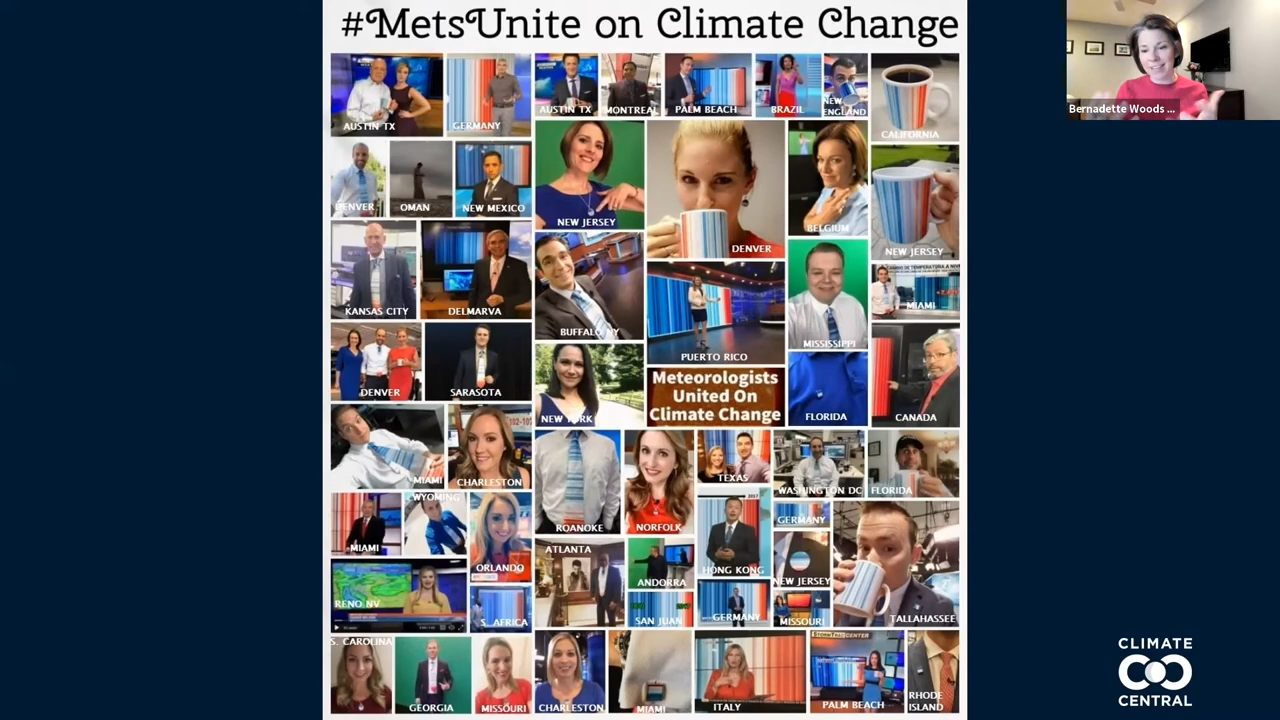 #MetsUnite on Climate Change
Bernadette Woods ...
AUSTIN TX
GERMANY
AUSTIN TX
MONTREAL
PALM BEACH
BRAZIL
NEW
ENGLAND
CALIFORNIA
DENVER
OMAN
NEW MEXICO
NEW JERSEY
DENVER
BELGIUM
NEW JERSEY
KANSAS CITY
DELMARVA
BUFFALO NY
PUERTO RICO
MISSISSIPPI
MIAMI
DENVER
SARASOTA
NEW YORK
Meteorologists
United On
Climate Change
FLORIDA
CANADA
MIAMI
CHARLESTON
ROANOKE
NORFOLK
TEXAS
WASHINGTON DC
FLORIDA
MIAMI
WYOMING
ORLANDO
ATLANTA
ANDORRA
HONG KONG
2017
GERMANY
NEW JERSEY
TALLAHASSEE
RENO NV
S. AFRICA
SAN JUAN
GERMANY
MISSOURI
S. CAROLINA
GEORGIA
MISSOURI
CHARLESTON
MIAMI
ITALY
STORMTRAC CENTER
PALM BEACH
RHODE
ISLAND
CLIMATE
CENTRAL